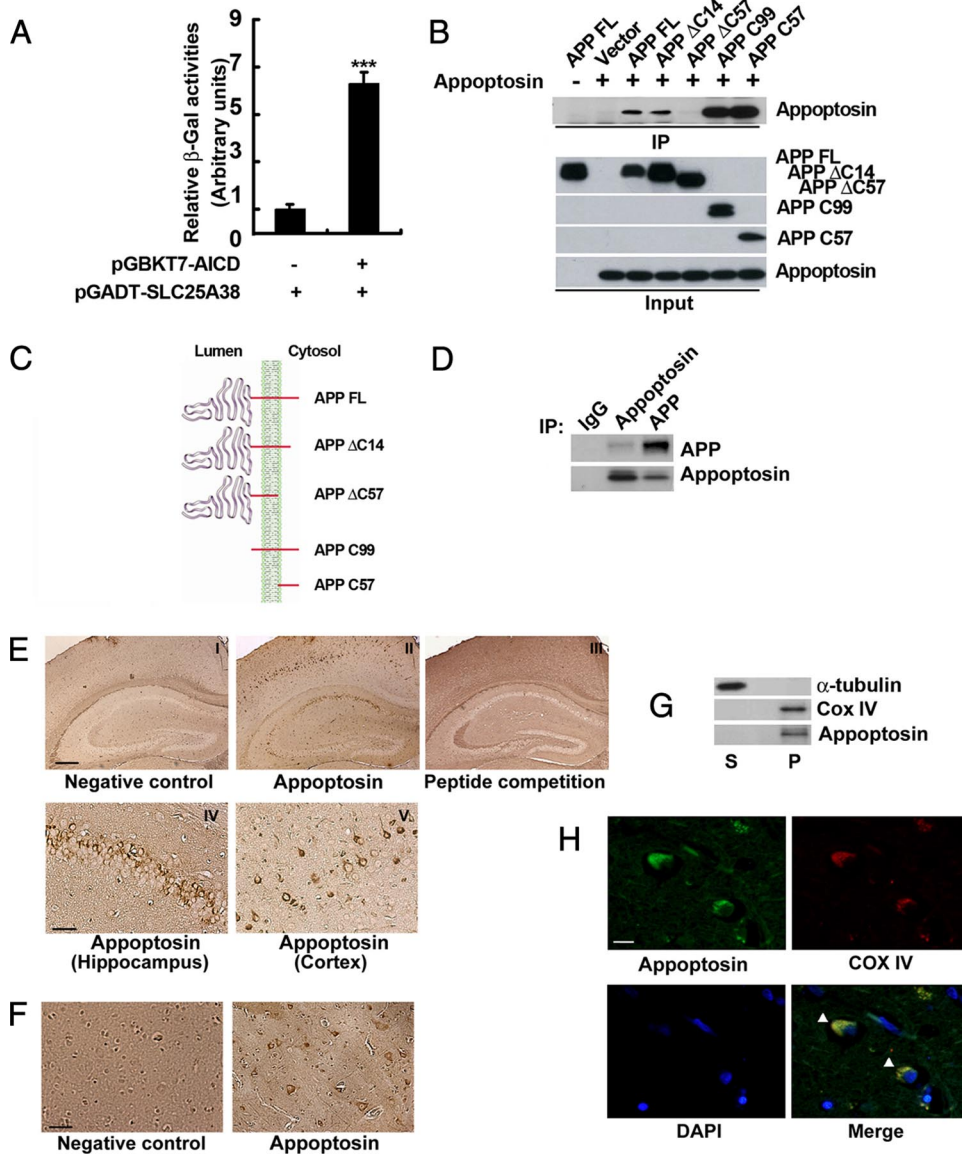 A
Relative β-Gal activities
(Arbitrary units)
9
7
5
3
1
0
***
pGBKT7-AICD - +
pGADT-SLC25A38 + +
B
APP FL Vector APP FL APP ΔC14 APP ΔC57 APP C99 APP C57
Appoptosin - + + + + + +
Appoptosin
IP
APP FL
APP ΔC14
APP ΔC57
APP C99
APP C57
Appoptosin
Input
C
Lumen Cytosol
APP FL
APP ΔC14
APP ΔC57
APP C99
APP C57
D
IP: IgG Appoptosin APP
APP
Appoptosin
E
I II III
Negative control Appoptosin Peptide competition
IV V
Appoptosin Appoptosin
(Hippocampus) (Cortex)
F
Negative control Appoptosin
G
α-tubulin
Cox IV
Appoptosin
S P
H
Appoptosin COX IV
DAPI Merge